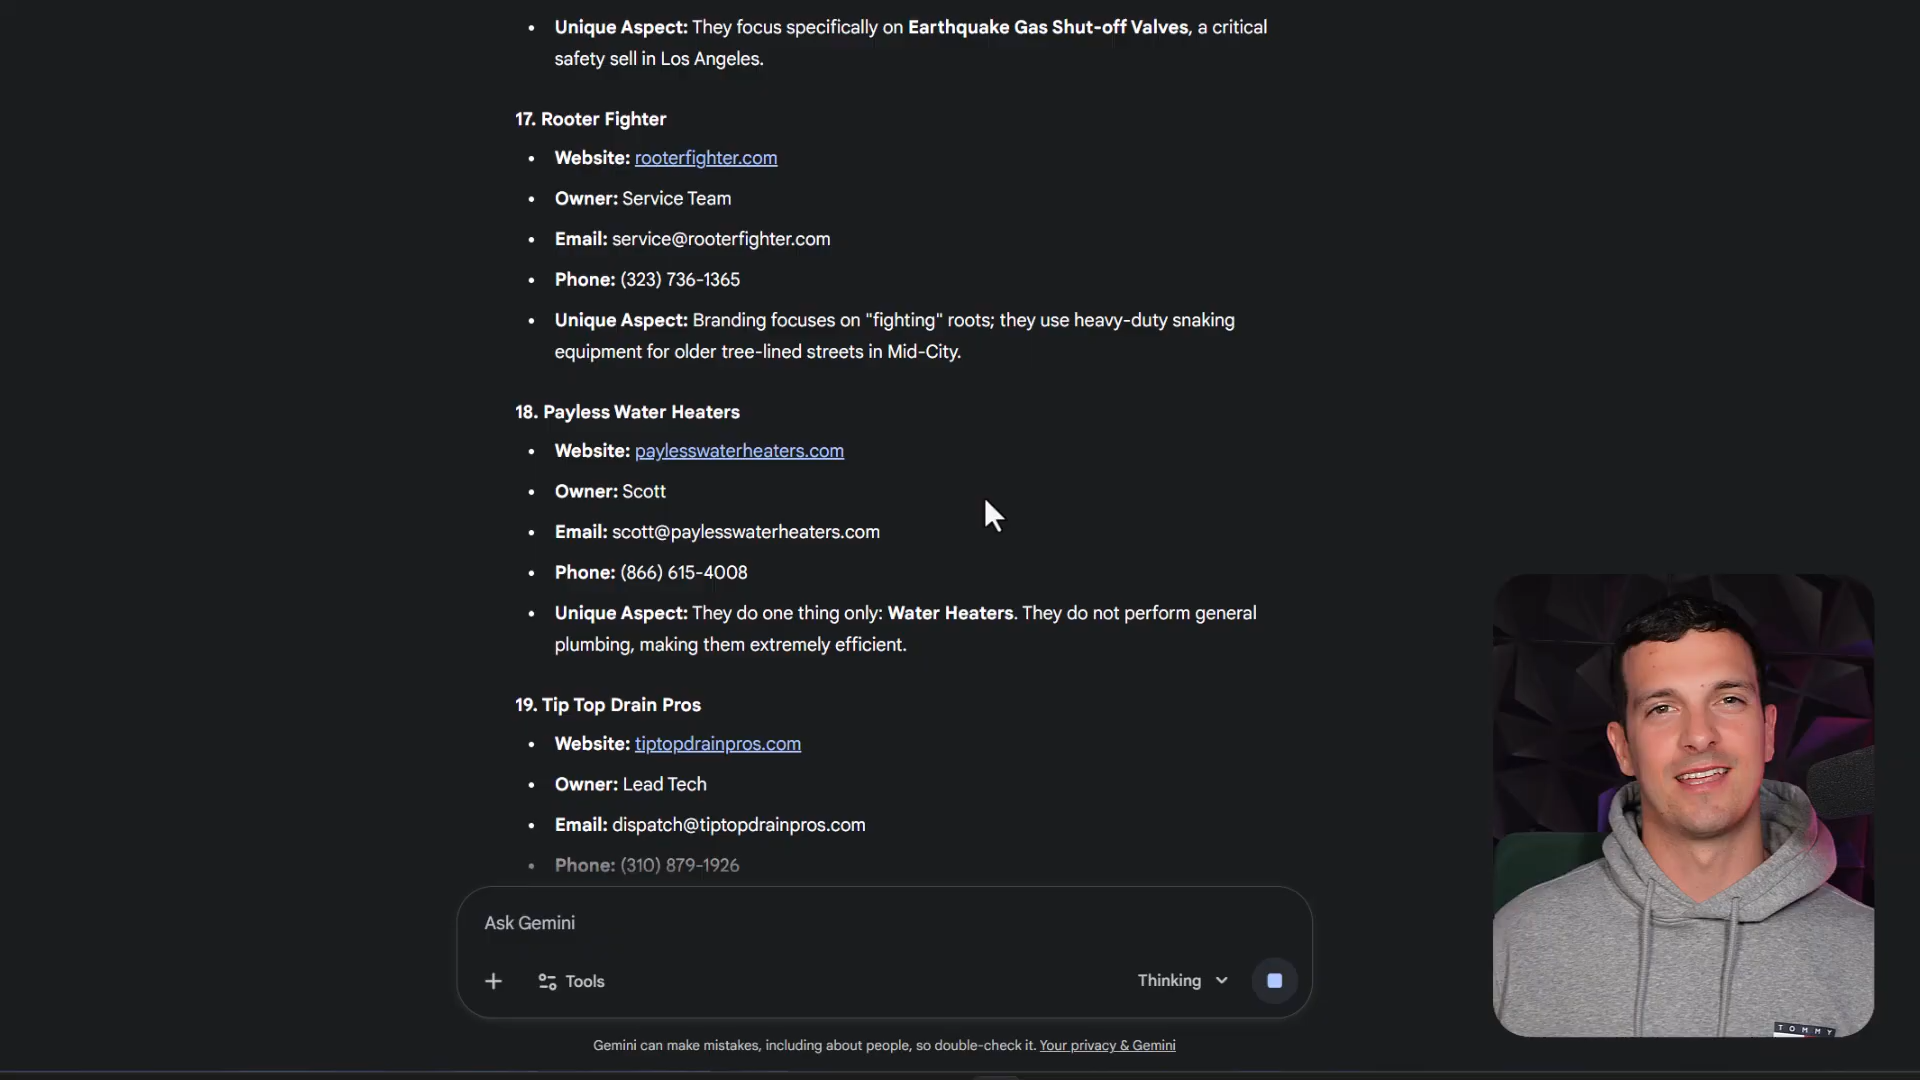 • Unique Aspect: They focus specifically on Earthquake Gas Shut-off Valves, a critical
safety sell in Los Angeles.
17. Rooter Fighter
• Website: rooterfighter.com
• Owner: Service Team
• Email: service@rooterfighter.com
• Phone: (323) 736-1365
• Unique Aspect: Branding focuses on "fighting" roots; they use heavy-duty snaking
equipment for older tree-lined streets in Mid-City.
18. Payless Water Heaters
• Website: paylesswaterheaters.com
• Owner: Scott
• Email: scott@paylesswaterheaters.com
• Phone: (866) 615-4008
• Unique Aspect: They do one thing only: Water Heaters. They do not perform general
plumbing, making them extremely efficient.
19. Tip Top Drain Pros
• Website: tiptopdrainpros.com
• Owner: Lead Tech
• Email: dispatch@tiptopdrainpros.com
• Phone: (310) 879-1926
Ask Gemini
Tools
Thinking
Gemini can make mistakes, including about people, so double-check it. Your privacy & Gemini
TOMMY